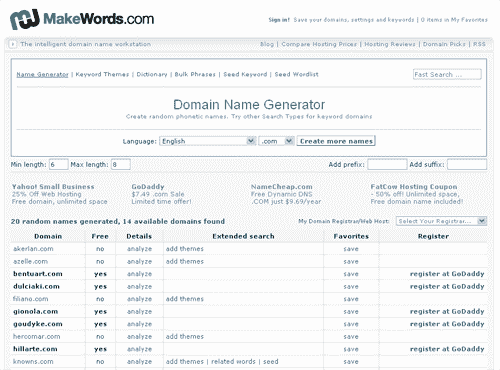 MakeWords.com
Sign in! Save your domains, settings and keywords | 0 items in My Favorites
The intelligent domain name workstation
Blog | Compare Hosting Prices | Hosting Reviews | Domain Picks | RSS
Name Generator | Keyword Themes | Dictionary | Bulk Phrases | Seed Keyword | Seed Wordlist
Fast Search ...
Domain Name Generator
Create random phonetic names. Try other Search Types for keyword domains
Language: English .com Create more names
Min length: 6 Max length: 8 Add prefix: Add suffix:
Yahoo! Small Business GoDaddy NameCheap.com FatCow Hosting Coupon
25% Off Web Hosting $7.49 .com Sale Free Dynamic DNS - 50% off! Unlimited space,
Free domain, unlimited space Limited time offer! .COM just $9.69/year Free domain name included!
20 random names generated, 14 available domains found My Domain Registrar/Web Host: Select Your Registrar...
Domain Free Details Extended search Favorites Register
akerlan.com no analyze add themes save
azelle.com no analyze add themes save
bentuart.com yes analyze save register at GoDaddy
dulciaki.com yes analyze save register at GoDaddy
filiano.com no analyze add themes save
gionola.com yes analyze save register at GoDaddy
goudyke.com yes analyze save register at GoDaddy
hercomar.com no analyze add themes save
hillarte.com yes analyze save register at GoDaddy
knowns.com no analyze add themes | related words | seed save